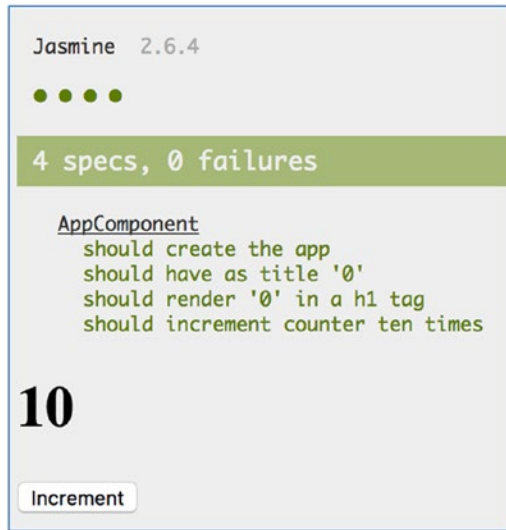 Jasmine 2.6.4
4 specs, 0 failures
AppComponent
should create the app
should have as title '0'
should render '0' in a h1 tag
should increment counter ten times
10
Increment